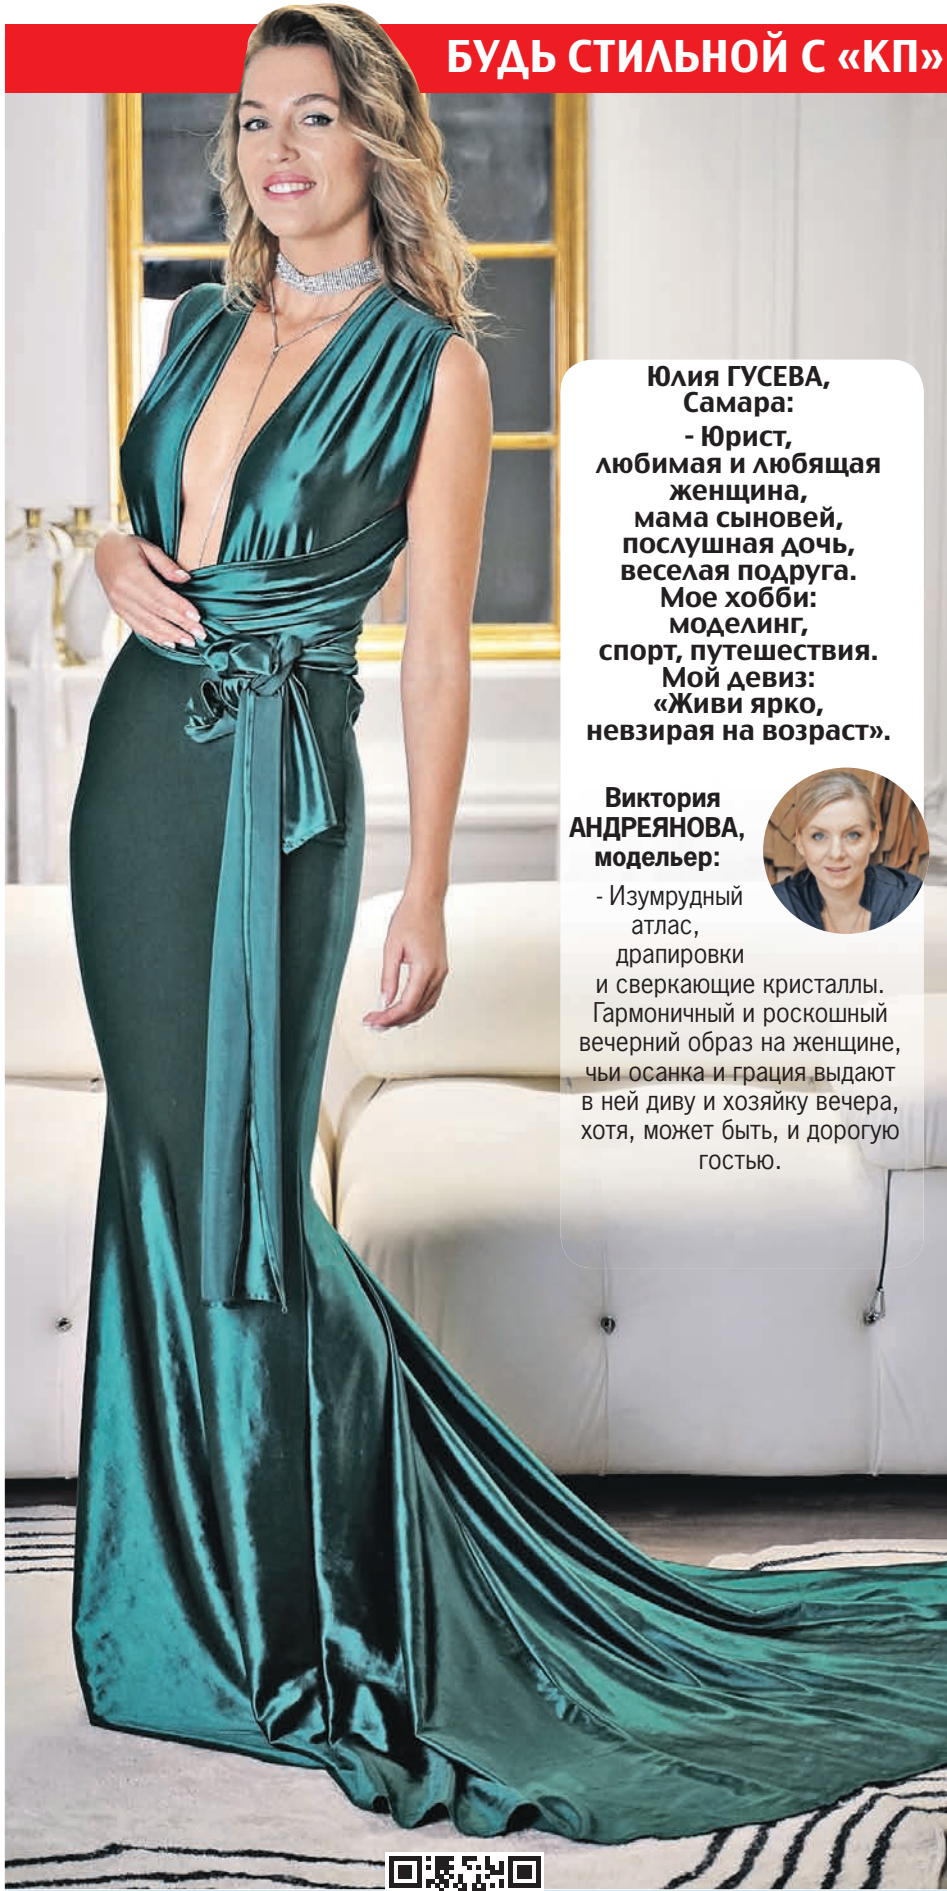 БУДЬ СТИЛЬНОЙ С «КП»
Юлия ГУСЕВА,
Самара:
- Юрист,
любимая и любящая
женщина,
мама сыновей,
послушная дочь,
веселая подруга.
Мое хобби:
моделинг,
спорт, путешествия.
Мой девиз:
«Живи ярко,
невзирая на возраст».
Виктория
АНДРЕЯНОВА,
модельер:
- Изумрудный
атлас,
драпировки
и сверкающие кристаллы.
Гармоничный и роскошный
вечерний образ на женщине,
чьи осанка и грация выдают
в ней диву и хозяйку вечера,
хотя, может быть, и дорогую
гостью.